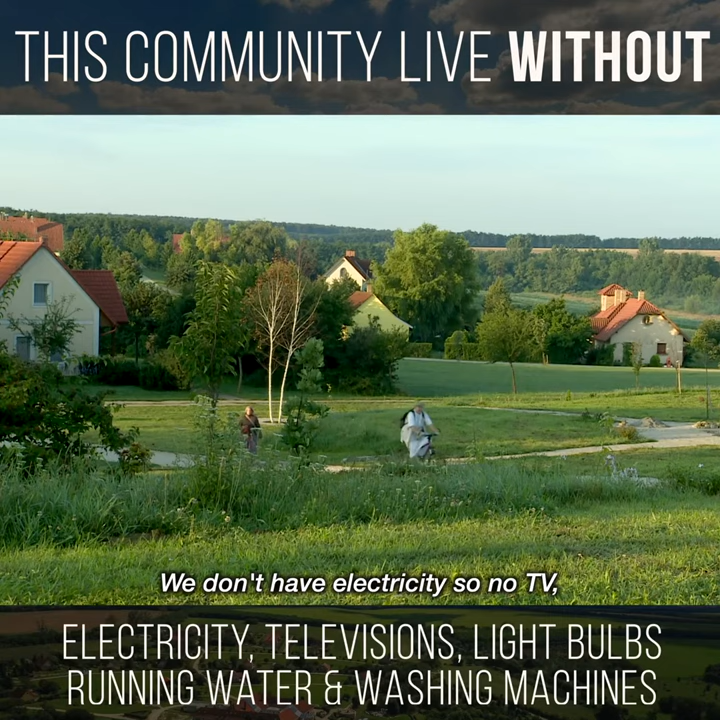 THIS COMMUNITY LIVE WITHOUT
We don't have electricity so no TV,
ELECTRICITY, TELEVISIONS, LIGHT BULBS
RUNNING WATER & WASHING MACHINES